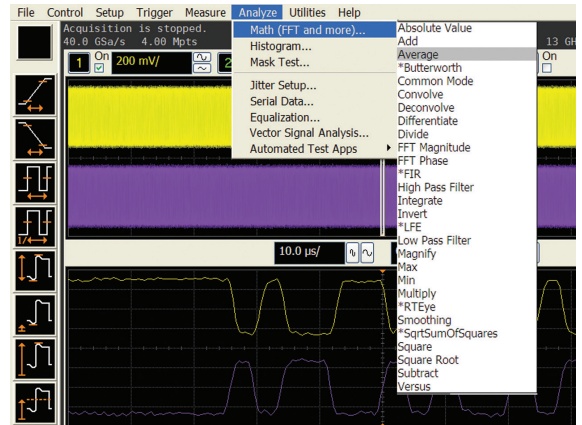 File Control Setup Trigger Measure Analyze Utilities Help
Acquisition is stopped.
40.0 GSa/s 4.00 Mpts
13 GH
1 On 200 mV/ 2
On
Math (FFT and more)...
Histogram...
Mask Test...
Jitter Setup...
Serial Data...
Equalization...
Vector Signal Analysis...
Automated Test Apps
Absolute Value
Add
Average
*Butterworth
Common Mode
Convolve
Deconvolve
Differentiate
Divide
FFT Magnitude
FFT Phase
*FIR
High Pass Filter
Integrate
Invert
*LFE
Low Pass Filter
Magnify
Max
Min
Multiply
*RTEye
Smoothing
*SqrtSumOfSquares
Square
Square Root
Subtract
Versus
1/
10.0 µs/